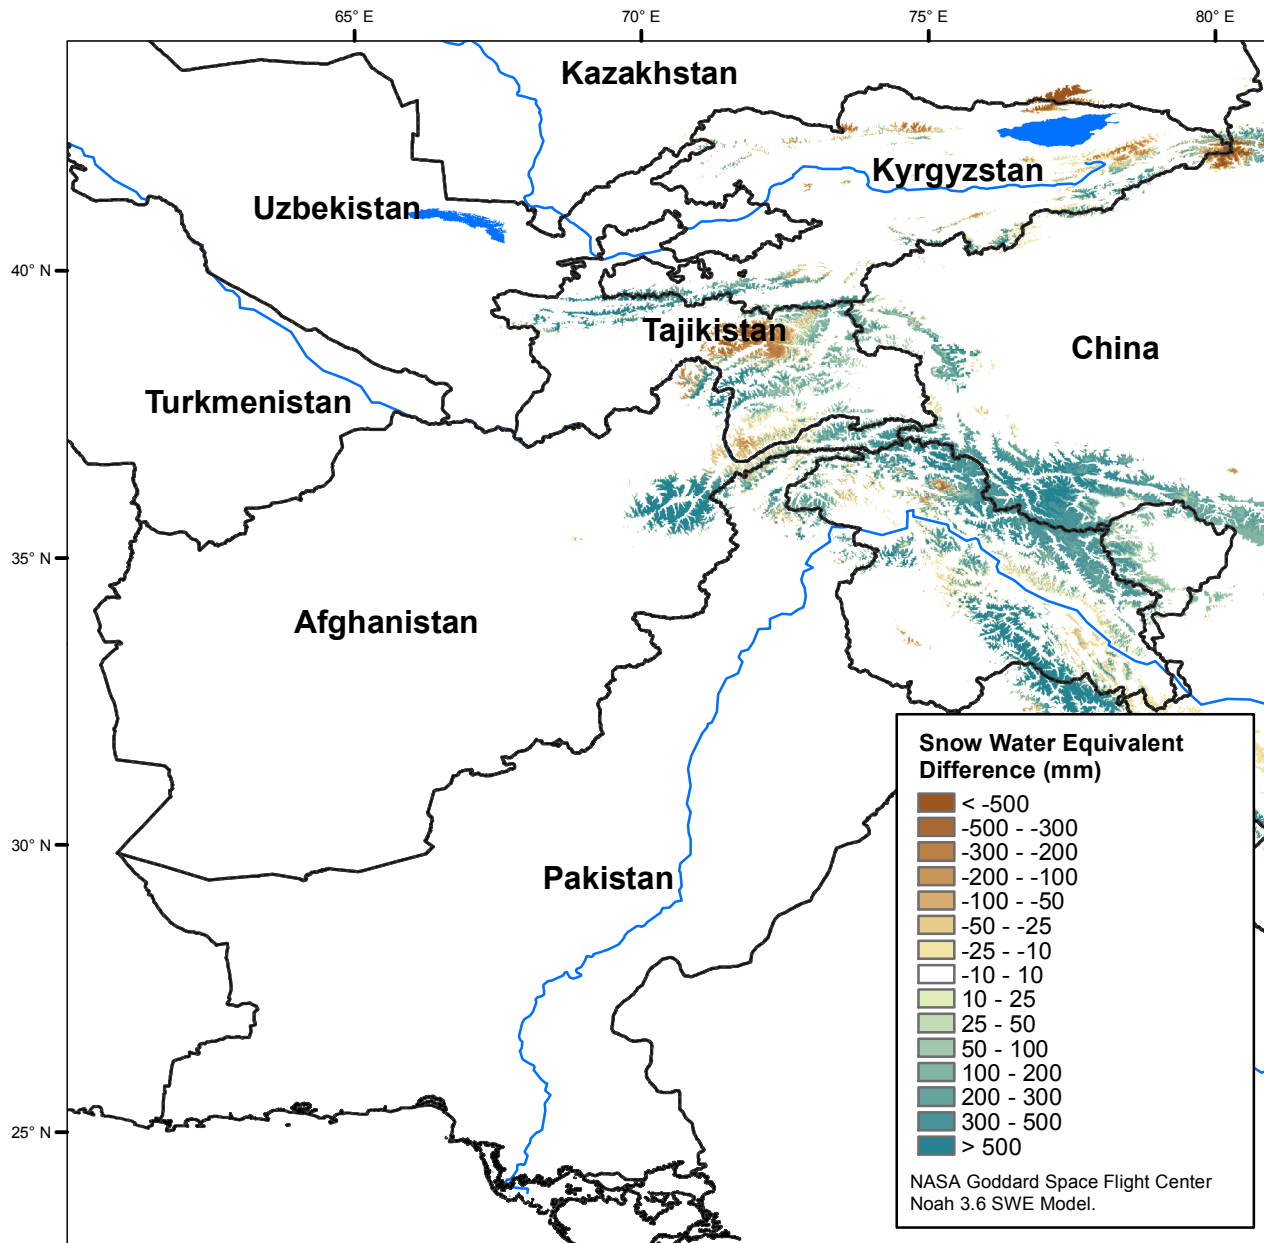 65° E
70° E
75° E
80° E
Kazakhstan
Kyrgyzstan
Uzbekistan
40° N
Tajikistan
China
Turkmenistan
35° N
Afghanistan
30° N
Pakistan
25° N
Snow Water Equivalent
Difference (mm)
< -500
-500 - -300
-300 - -200
-200 - -100
-100 - -50
-50 - -25
-25 - -10
-10 - 10
10 - 25
25 - 50
50 - 100
100 - 200
200 - 300
300 - 500
> 500
NASA Goddard Space Flight Center
Noah 3.6 SWE Model.